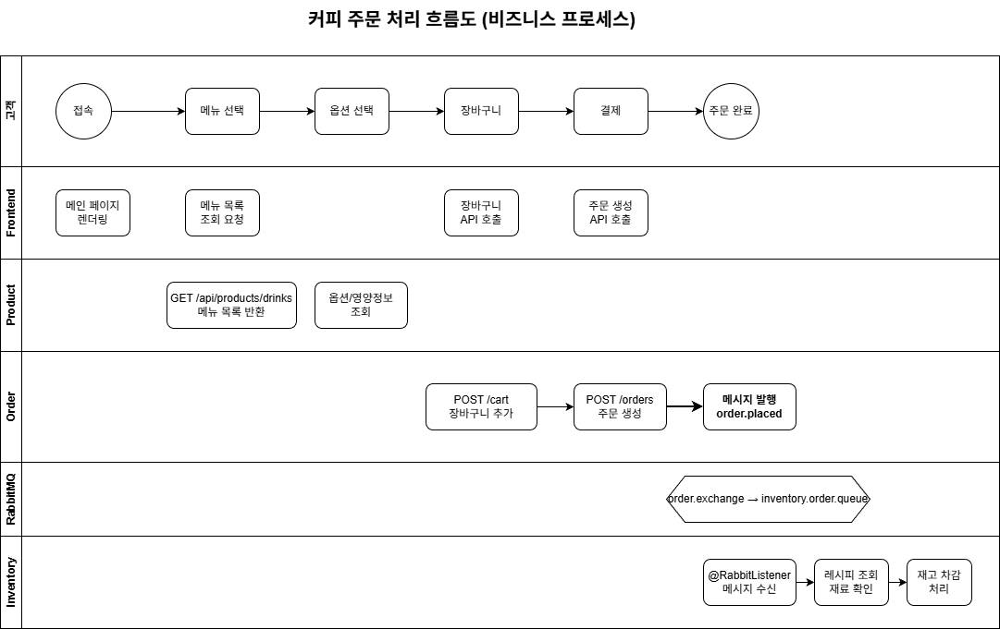 커피 주문 처리 흐름도 (비즈니스 프로세스)
고객
접속
메뉴 선택
옵션 선택
장바구니
결제
주문 완료
Frontend
메인 페이지
렌더링
메뉴 목록
조회 요청
장바구니
API 호출
주문 생성
API 호출
Product
GET /api/products/drinks
메뉴 목록 반환
옵션/영양정보
조회
Order
POST /cart
장바구니 추가
POST /orders
주문 생성
메시지 발행
order.placed
RabbitMQ
order.exchange → inventory.order.queue
Inventory
@RabbitListener
메시지 수신
레시피 조회
재료 확인
재고 차감
처리